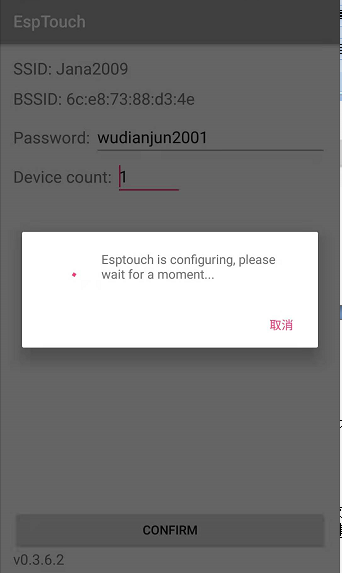 EspTouch
SSID: Jana2009
BSSID: 6c:e8:73:88:d3:4e
Password: wudianjun2001
Device count: 1
Esptouch is configuring, please
wait for a moment...
取消
CONFIRM
v0.3.6.2